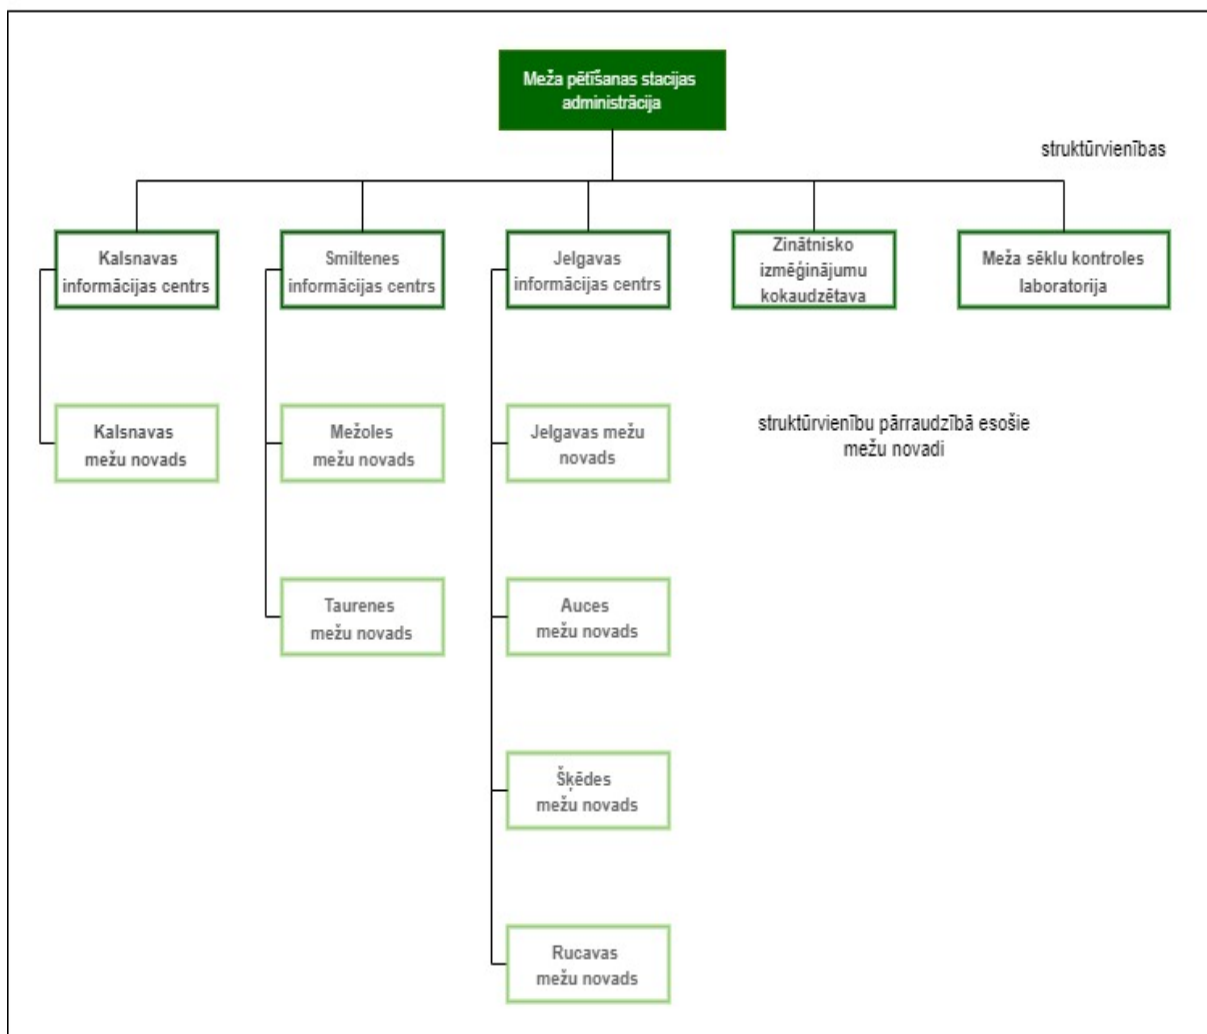 Meža pētīšanas stacijas
administrācija
struktūrvienības
Kalsnavas
informācijas centrs
Smiltenes
informācijas centrs
Jelgavas
informācijas centrs
Zinātnisko
izmēģinājumu
kokaudzētava
Meža sēklu kontroles
laboratorija
Kalsnavas
mežu novads
Mežoles
mežu novads
Jelgavas mežu
novads
struktūrvienību pārraudzībā esošie
mežu novadi
Taurenes
mežu novads
Auces
mežu novads
Šķēdes
mežu novads
Rucavas
mežu novads